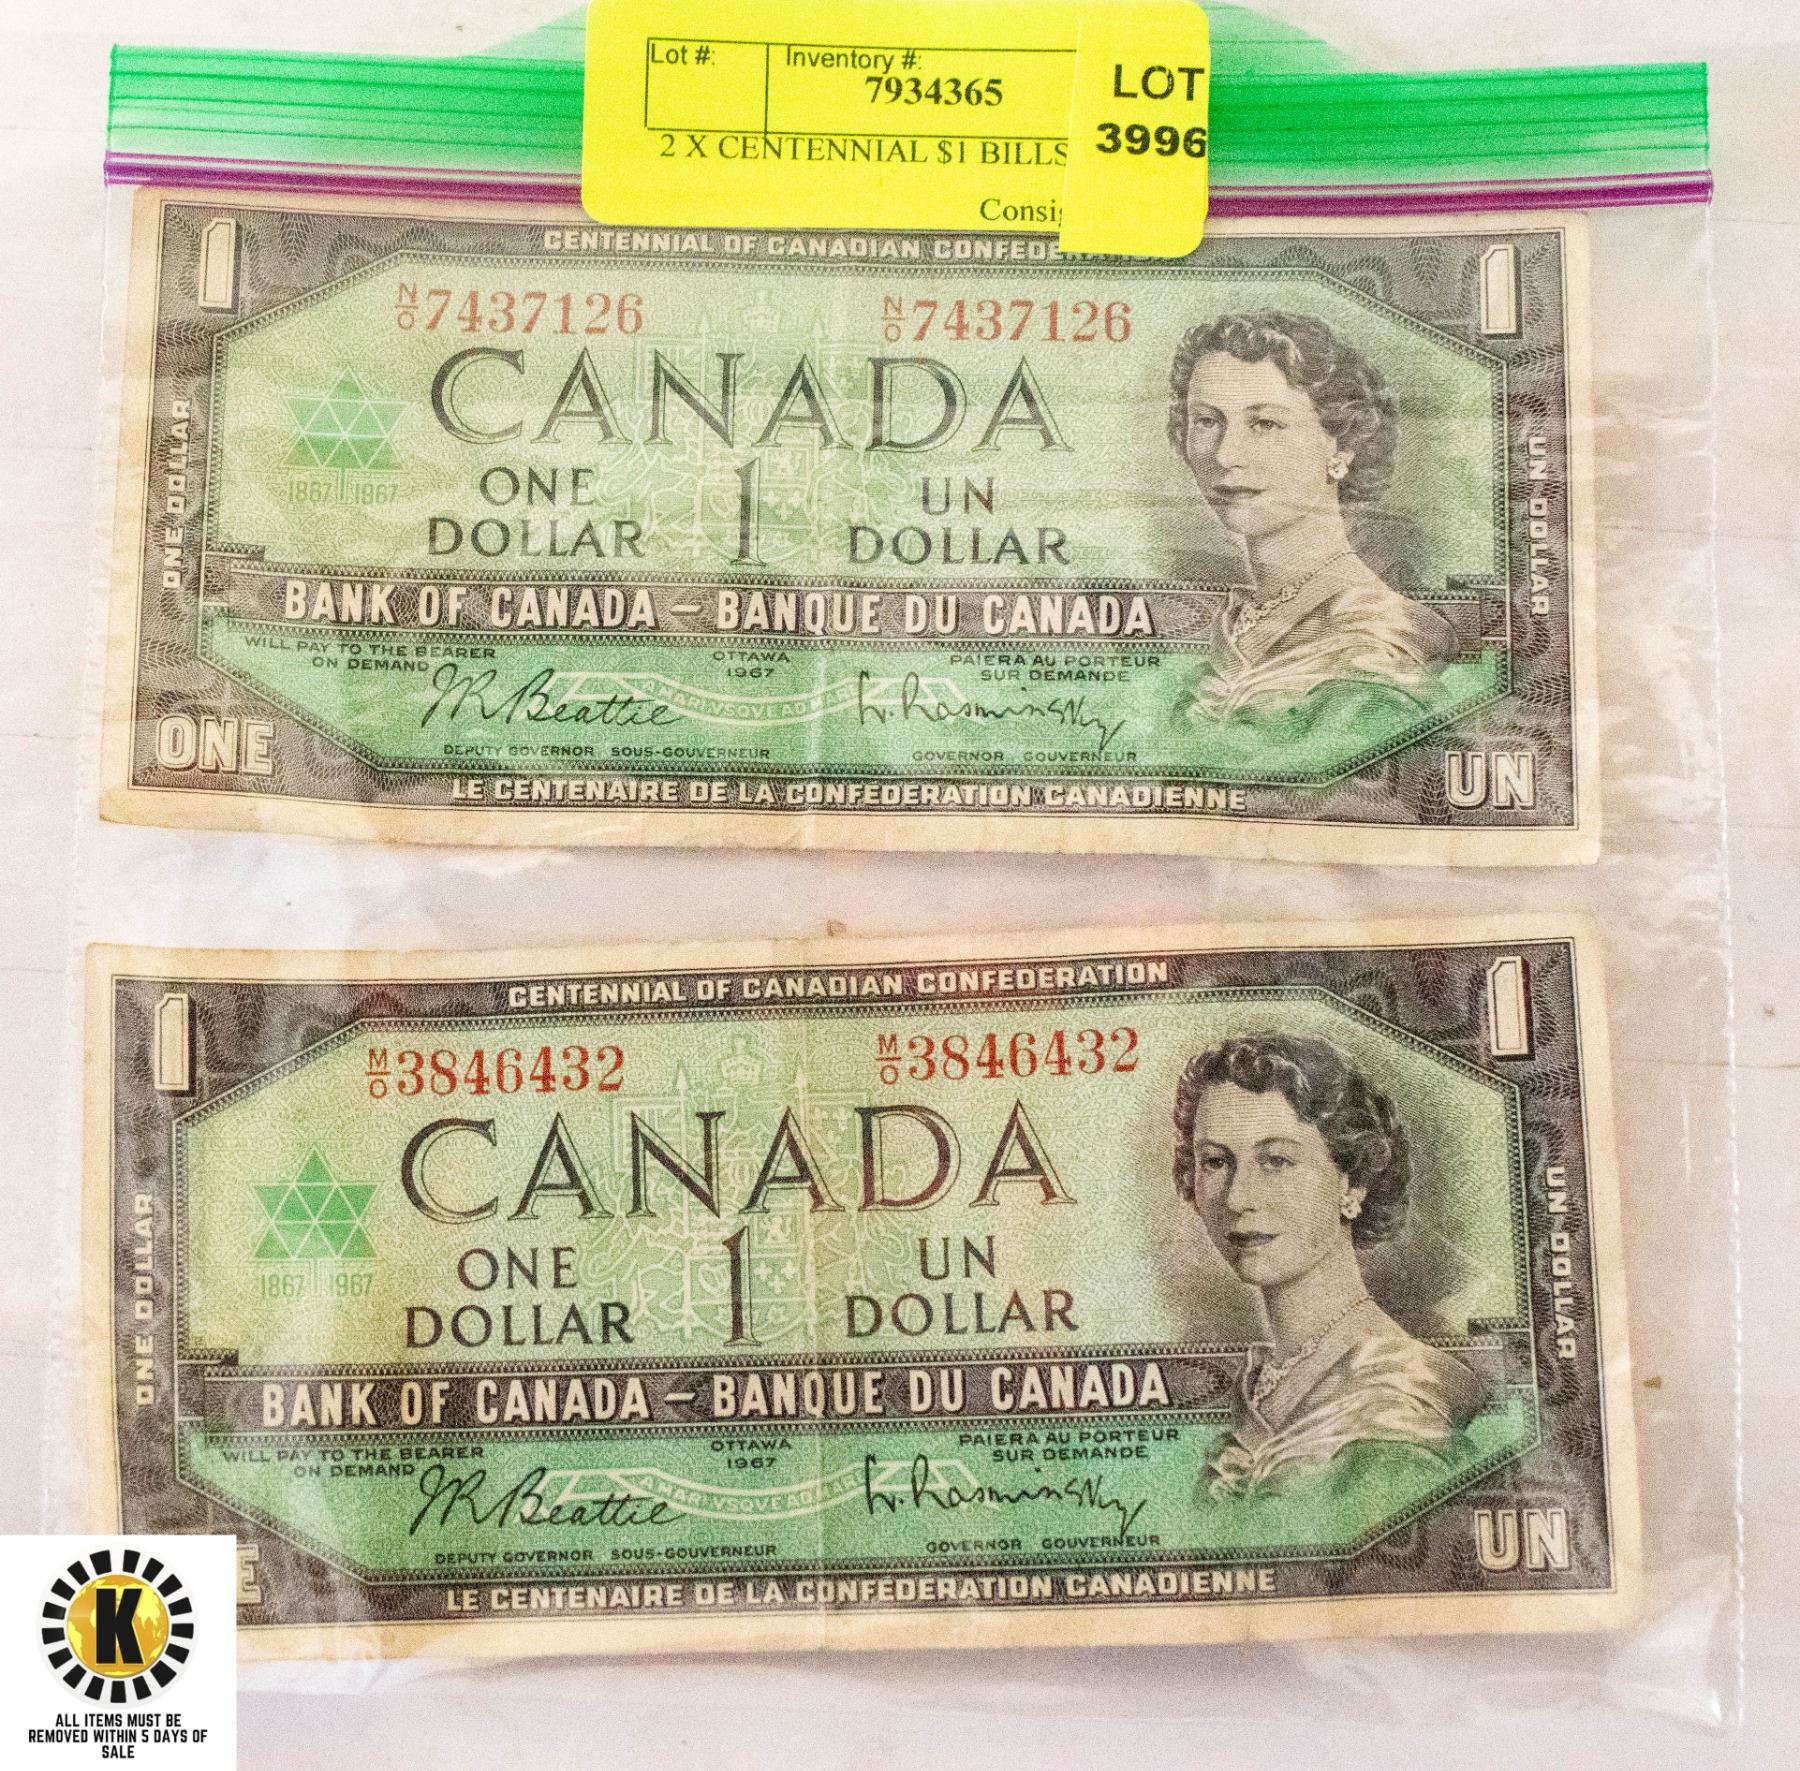 Lot #:
Inventory #:
7934365
LOT
3996
2 X CENTENNIAL $1 BILLS
1
CENTENNIAL OF CANADIAN
1
N/O 7437126
N/O 7437126
CANADA
1867 1967
ONE
DOLLAR
1
UN
DOLLAR
ONE DOLLAR
UN DOLLAR
BANK OF CANADA – BANQUE DU CANADA
WILL PAY TO THE BEARER
ON DEMAND
OTTAWA
1967
PAIERA AU PORTEUR
SUR DEMANDE
J R Beattie
L. Rasminsky
DEPUTY GOVERNOR SOUS-GOUVERNEUR
GOVERNOR GOUVERNEUR
ONE
UN
LE CENTENAIRE DE LA CONFÉDÉRATION CANADIENNE
1
CENTENNIAL OF CANADIAN CONFEDERATION
1
M/O 3846432
M/O 3846432
CANADA
1867 1967
ONE
DOLLAR
1
UN
DOLLAR
ONE DOLLAR
UN DOLLAR
BANK OF CANADA – BANQUE DU CANADA
WILL PAY TO THE BEARER
ON DEMAND
OTTAWA
1967
PAIERA AU PORTEUR
SUR DEMANDE
J R Beattie
L. Rasminsky
DEPUTY GOVERNOR SOUS-GOUVERNEUR
GOVERNOR GOUVERNEUR
UN
LE CENTENAIRE DE LA CONFÉDÉRATION CANADIENNE
K
ALL ITEMS MUST BE
REMOVED WITHIN 5 DAYS OF
SALE